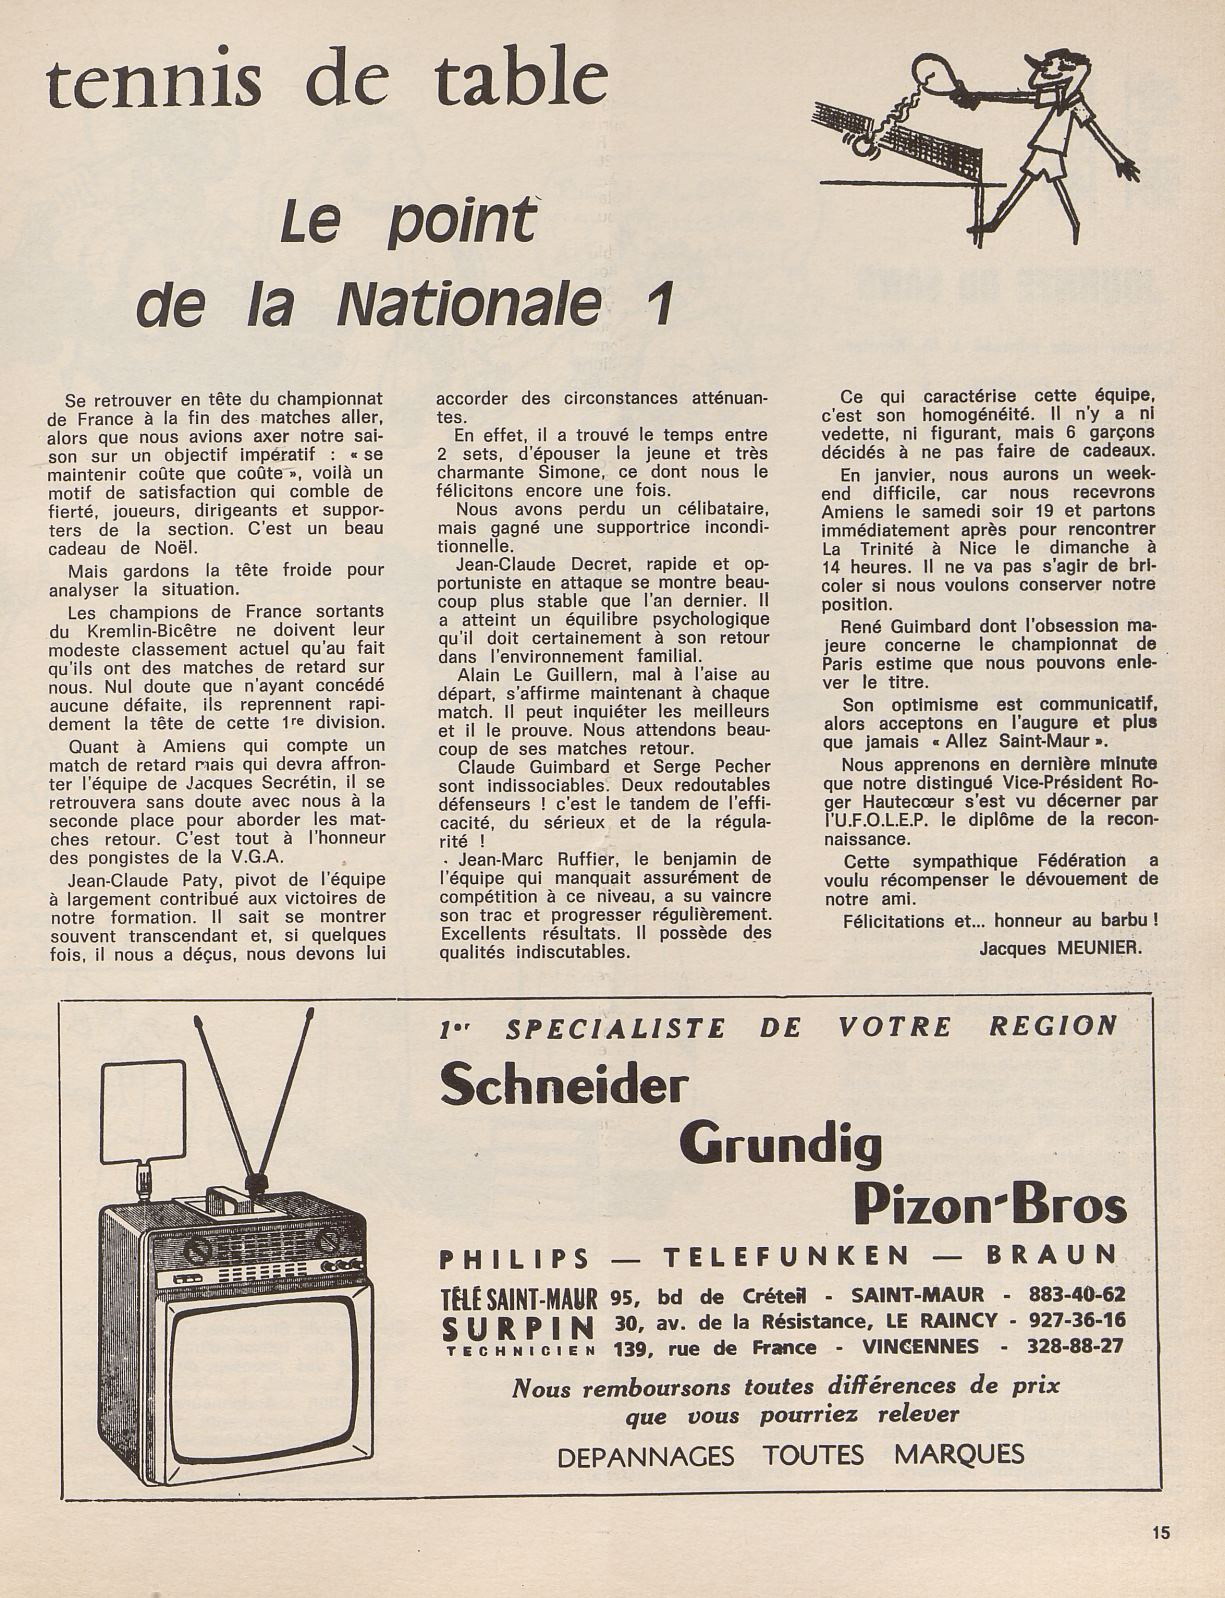 tennis de table
Le point
de la Nationale 1
Se retrouver en tête du championnat
de France à la fin des matches aller,
alors que nous avions axer notre sai-
son sur un objectif impératif : « se
maintenir coûte que coûte », voilà un
motif de satisfaction qui comble de
fierté, joueurs, dirigeants et suppor-
ters de la section. C'est un beau
cadeau de Noël.
Mais gardons la tête froide pour
analyser la situation.
Les champions de France sortants
du Kremlin-Bicêtre ne doivent leur
modeste classement actuel qu'au fait
qu'ils ont des matches de retard sur
nous. Nul doute que n'ayant concédé
aucune défaite, ils reprennent rapi-
dement la tête de cette 1re division.
Quant à Amiens qui compte un
match de retard mais qui devra affron-
ter l'équipe de Jacques Secrétin, il se
retrouvera sans doute avec nous à la
seconde place pour aborder les mat-
ches retour. C'est tout à l'honneur
des pongistes de la V.G.A.
Jean-Claude Paty, pivot de l'équipe
à largement contribué aux victoires de
notre formation. Il sait se montrer
souvent transcendant et, si quelques
fois, il nous a déçus, nous devons lui
accorder des circonstances atténuan-
tes.
En effet, il a trouvé le temps entre
2 sets, d'épouser la jeune et très
charmante Simone, ce dont nous le
félicitons encore une fois.
Nous avons perdu un célibataire,
mais gagné une supportrice incondi-
tionnelle.
Jean-Claude Decret, rapide et op-
portuniste en attaque se montre beau-
coup plus stable que l'an dernier. Il
a atteint un équilibre psychologique
qu'il doit certainement à son retour
dans l'environnement familial.
Alain Le Guillern, mal à l'aise au
départ, s'affirme maintenant à chaque
match. Il peut inquiéter les meilleurs
et il le prouve. Nous attendons beau-
coup de ses matches retour.
Claude Guimbard et Serge Pecher
sont indissociables. Deux redoutables
défenseurs ! c'est le tandem de l'effi-
cacité, du sérieux et de la régula-
rité !
Jean-Marc Ruffier, le benjamin de
l'équipe qui manquait assurément de
compétition à ce niveau, a su vaincre
son trac et progresser régulièrement.
Excellents résultats. Il possède des
qualités indiscutables.
Ce qui caractérise cette équipe,
c'est son homogénéité. Il n'y a ni
vedette, ni figurant, mais 6 garçons
décidés à ne pas faire de cadeaux.
En janvier, nous aurons un week-
end difficile, car nous recevrons
Amiens le samedi soir 19 et partons
immédiatement après pour rencontrer
La Trinité à Nice le dimanche à
14 heures. Il ne va pas s'agir de bri-
coler si nous voulons conserver notre
position.
René Guimbard dont l'obsession ma-
jeure concerne le championnat de
Paris estime que nous pouvons enle-
ver le titre.
Son optimisme est communicatif,
alors acceptons en l'augure et plus
que jamais « Allez Saint-Maur ».
Nous apprenons en dernière minute
que notre distingué Vice-Président Ro-
ger Hautecœur s'est vu décerner par
l'U.F.O.L.E.P. le diplôme de la recon-
naissance.
Cette sympathique Fédération a
voulu récompenser le dévouement de
notre ami.
Félicitations et... honneur au barbu !
Jacques MEUNIER.
1er SPECIALISTE DE VOTRE REGION
Schneider
Grundig
Pizon-Bros
PHILIPS — TELEFUNKEN — BRAUN
TÉLÉ SAINT-MAUR 95, bd de Créteil - SAINT-MAUR - 883-40-62
SURPIN 30, av. de la Résistance, LE RAINCY - 927-36-16
TECHNICIEN 139, rue de France - VINCENNES - 328-88-27
Nous remboursons toutes différences de prix
que vous pourriez relever
DEPANNAGES TOUTES MARQUES
15